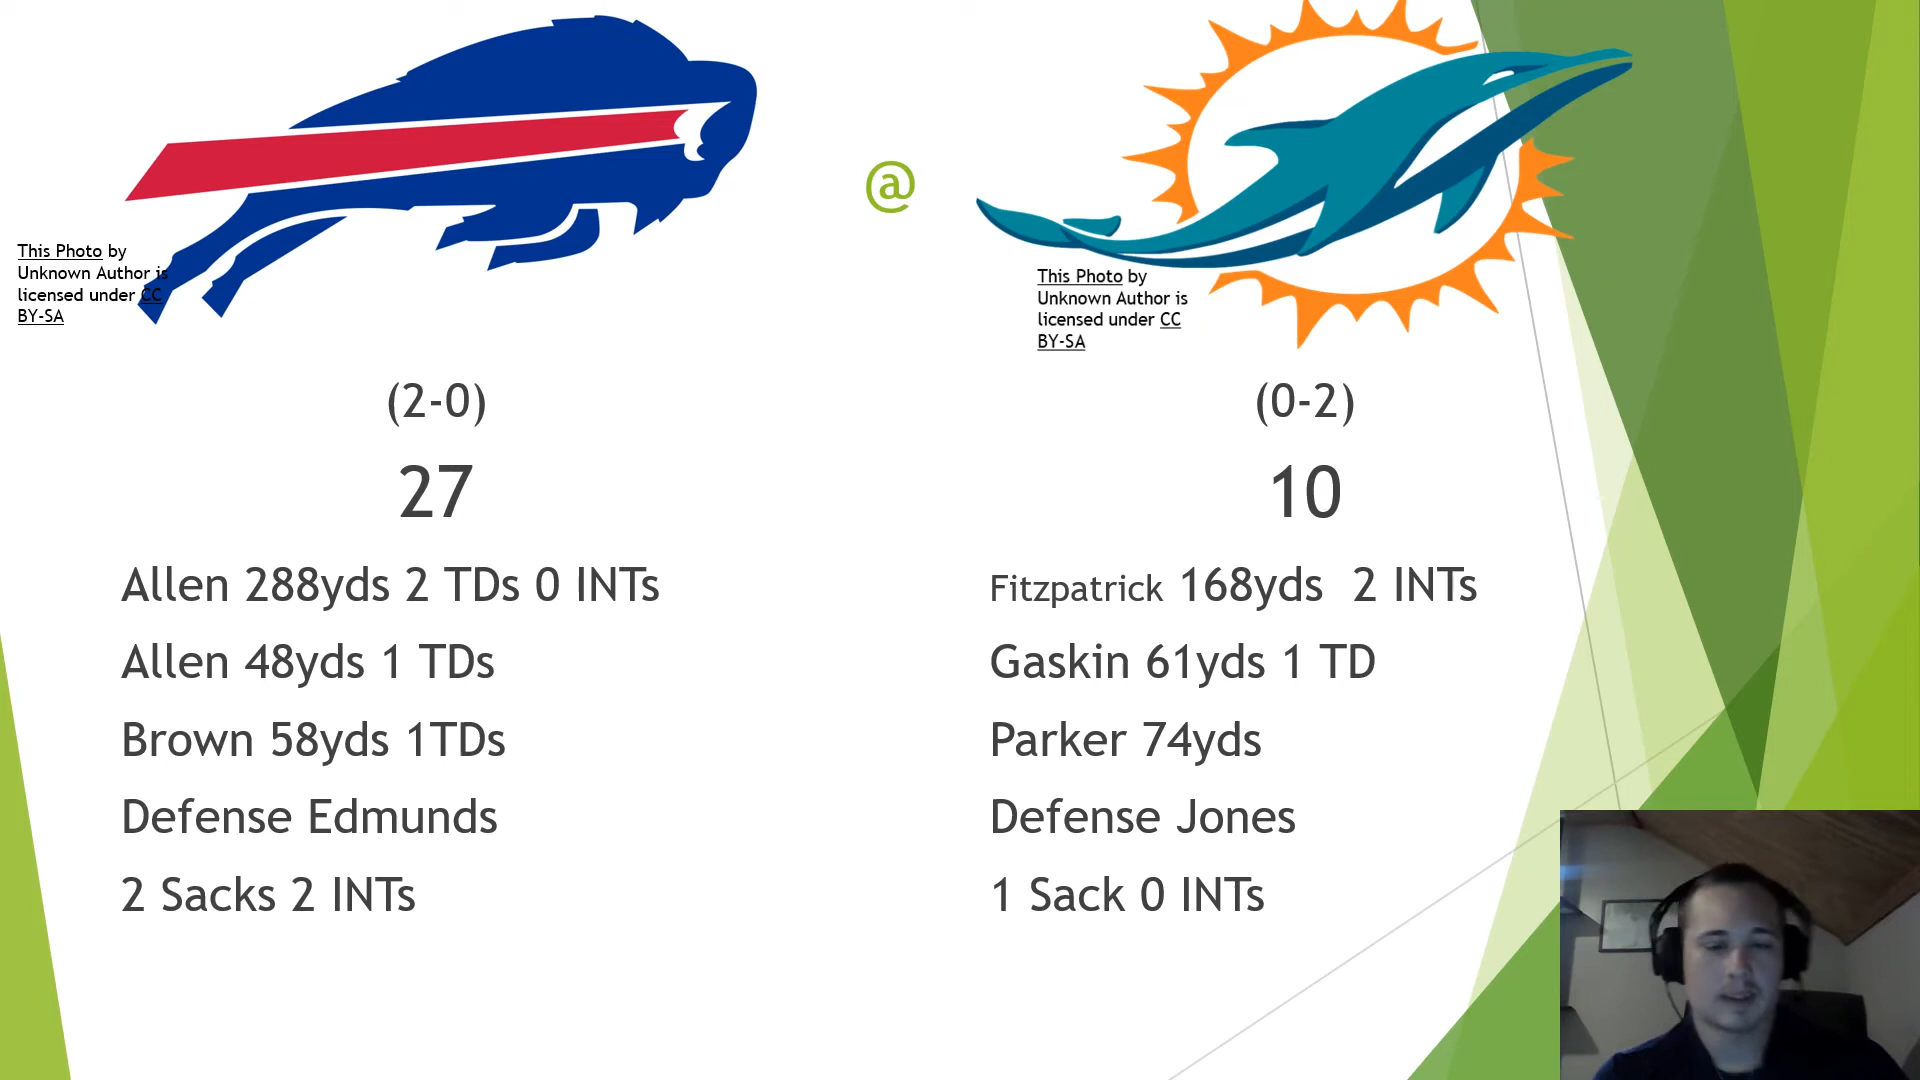 @
This Photo by
Unknown Author is
licensed under CC
BY-SA
This Photo by
Unknown Author is
licensed under CC
BY-SA
(2-0)
27
Allen 288yds 2 TDs 0 INTs
Allen 48yds 1 TDs
Brown 58yds 1TDs
Defense Edmunds
2 Sacks 2 INTs
(0-2)
10
Fitzpatrick 168yds  2 INTs
Gaskin 61yds 1 TD
Parker 74yds
Defense Jones
1 Sack 0 INTs